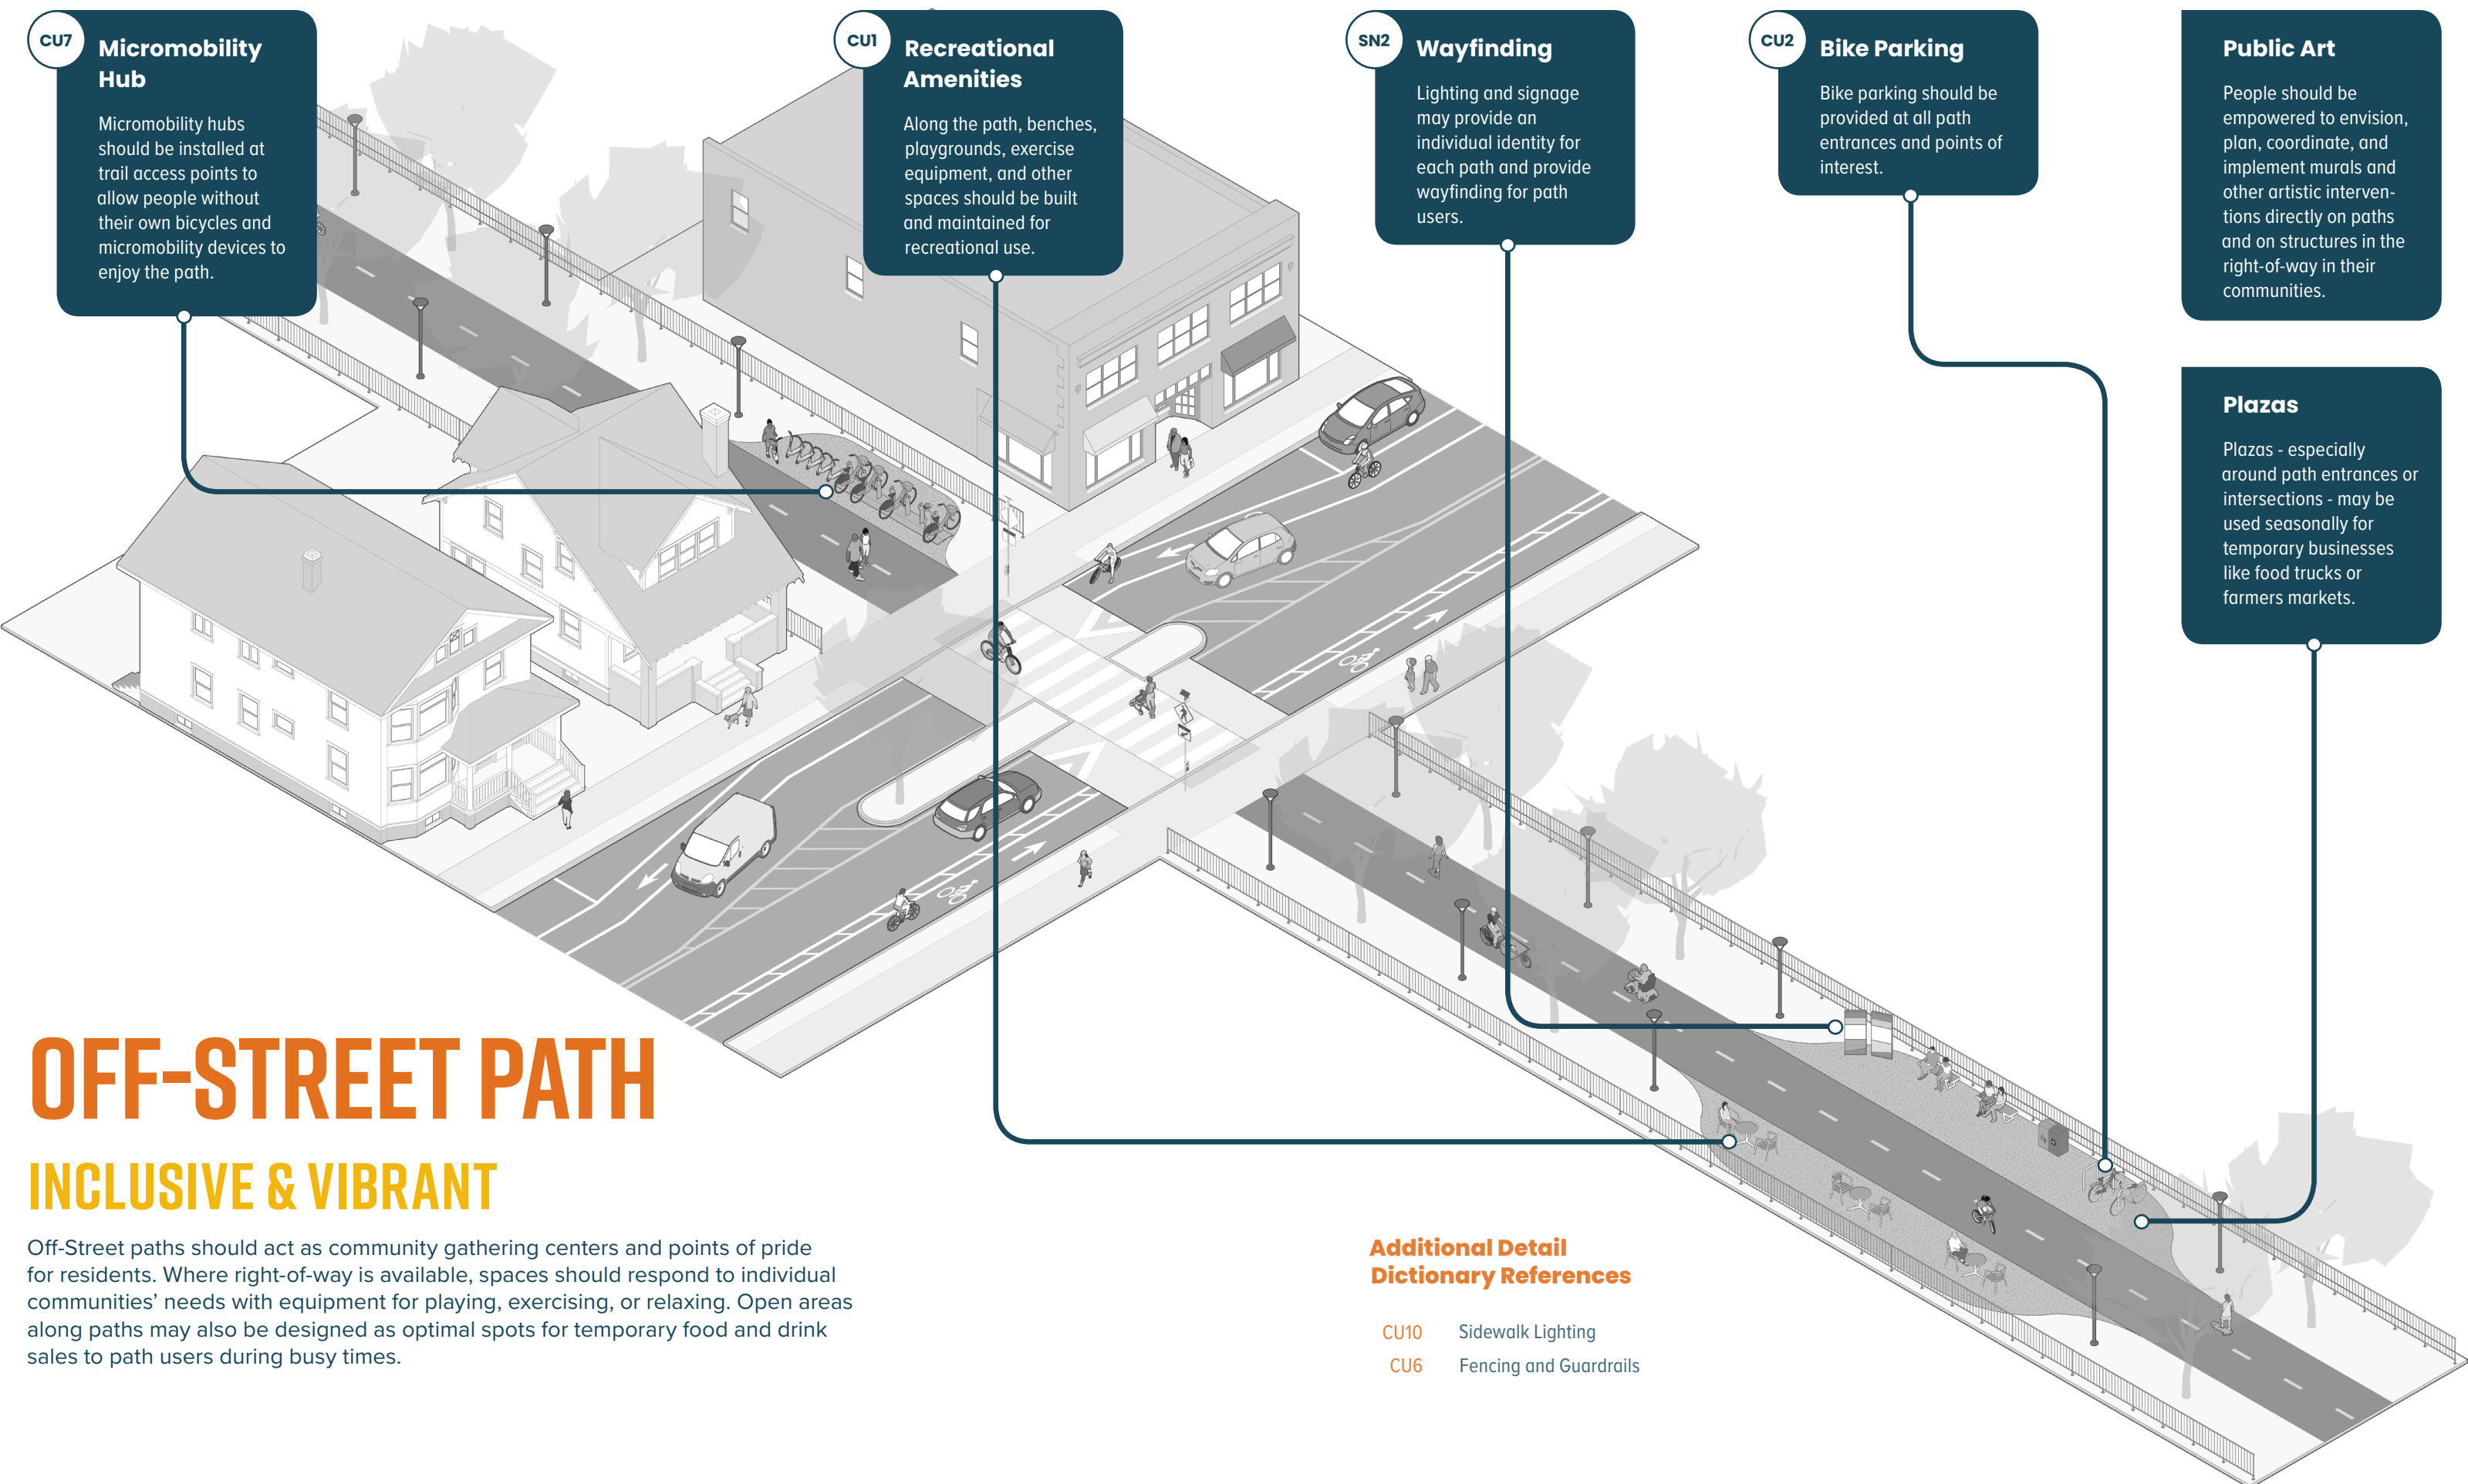 CU7
Micromobility
Hub
Micromobility hubs
should be installed at
trail access points to
allow people without
their own bicycles and
micromobility devices to
enjoy the path.
CU1
Recreational
Amenities
Along the path, benches,
playgrounds, exercise
equipment, and other
spaces should be built
and maintained for
recreational use.
SN2
Wayfinding
Lighting and signage
may provide an
individual identity for
each path and provide
wayfinding for path
users.
CU2
Bike Parking
Bike parking should be
provided at all path
entrances and points of
interest.
Public Art
People should be
empowered to envision,
plan, coordinate, and
implement murals and
other artistic interven-
tions directly on paths
and on structures in the
right-of-way in their
communities.
Plazas
Plazas - especially
around path entrances or
intersections - may be
used seasonally for
temporary businesses
like food trucks or
farmers markets.
OFF-STREET PATH
INCLUSIVE & VIBRANT
Off-Street paths should act as community gathering centers and points of pride
for residents. Where right-of-way is available, spaces should respond to individual
communities’ needs with equipment for playing, exercising, or relaxing. Open areas
along paths may also be designed as optimal spots for temporary food and drink
sales to path users during busy times.
Additional Detail
Dictionary References
CU10 Sidewalk Lighting
CU6 Fencing and Guardrails